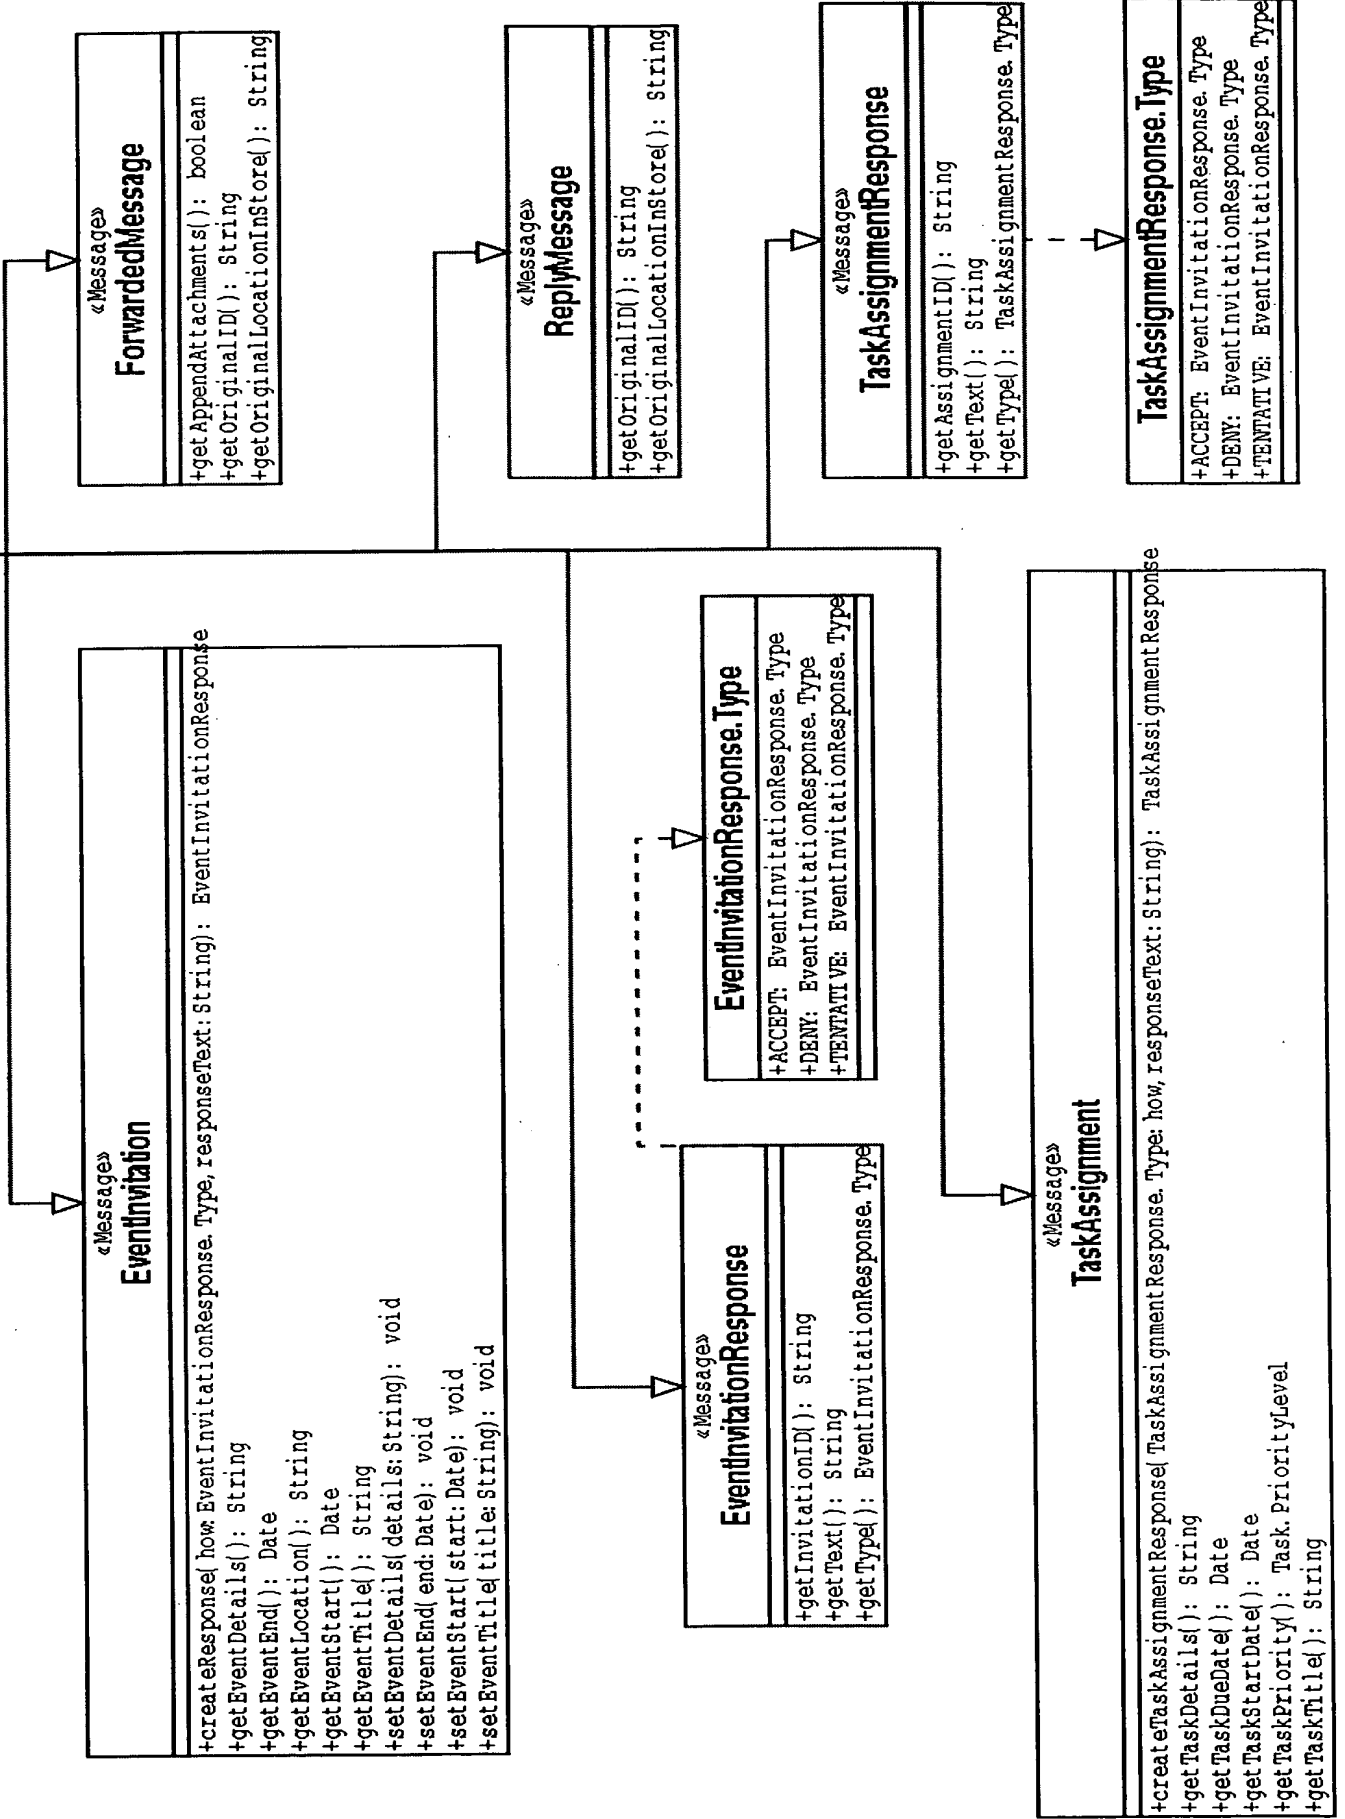 «Message»
EventInvitation
+createResponse(how:EventInvitationResponse.Type,responseText:String): EventInvitationResponse
+getEventDetails(): String
+getEventEnd(): Date
+getEventLocation(): String
+getEventStart(): Date
+getEventTitle(): String
+setEventDetails(details:String): void
+setEventEnd(end:Date): void
+setEventStart(start:Date): void
+setEventTitle(title:String): void
«Message»
ForwardedMessage
+getAppendAttachments(): boolean
+getOriginalID(): String
+getOriginalLocationInStore(): String
«Message»
ReplyMessage
+getOriginalID(): String
+getOriginalLocationInStore(): String
«Message»
EventInvitationResponse
+getInvitationID(): String
+getText(): String
+getType(): EventInvitationResponse.Type
EventInvitationResponse.Type
+ACCEPT: EventInvitationResponse.Type
+DENY: EventInvitationResponse.Type
+TENTATIVE: EventInvitationResponse.Type
«Message»
TaskAssignmentResponse
+getAssignmentID(): String
+getText(): String
+getType(): TaskAssignmentResponse.Type
«Message»
TaskAssignment
+createTaskAssignmentResponse(TaskAssignmentResponse.Type:how,responseText:String): TaskAssignmentResponse
+getTaskDetails(): String
+getTaskDueDate(): Date
+getTaskStartDate(): Date
+getTaskPriority(): Task.PriorityLevel
+getTaskTitle(): String
TaskAssignmentResponse.Type
+ACCEPT: EventInvitationResponse.Type
+DENY: EventInvitationResponse.Type
+TENTATIVE: EventInvitationResponse.Type